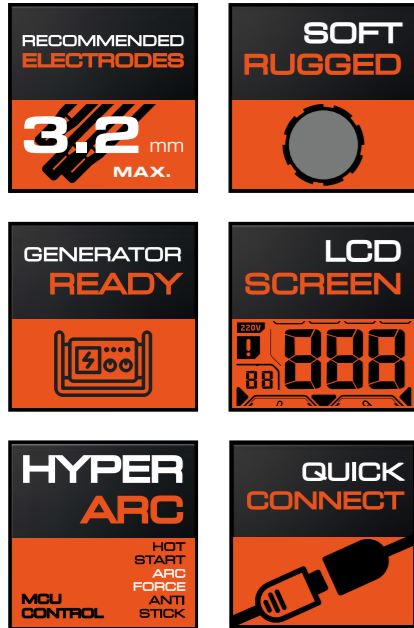 RECOMMENDED
ELECTRODES
3.2 mm
MAX.
SOFT
RUGGED
GENERATOR
READY
LCD
SCREEN
220V
!
88
888
HYPER
ARC
HOT
START
ARC
FORCE
MCU ANTI
CONTROL STICK
QUICK
CONNECT